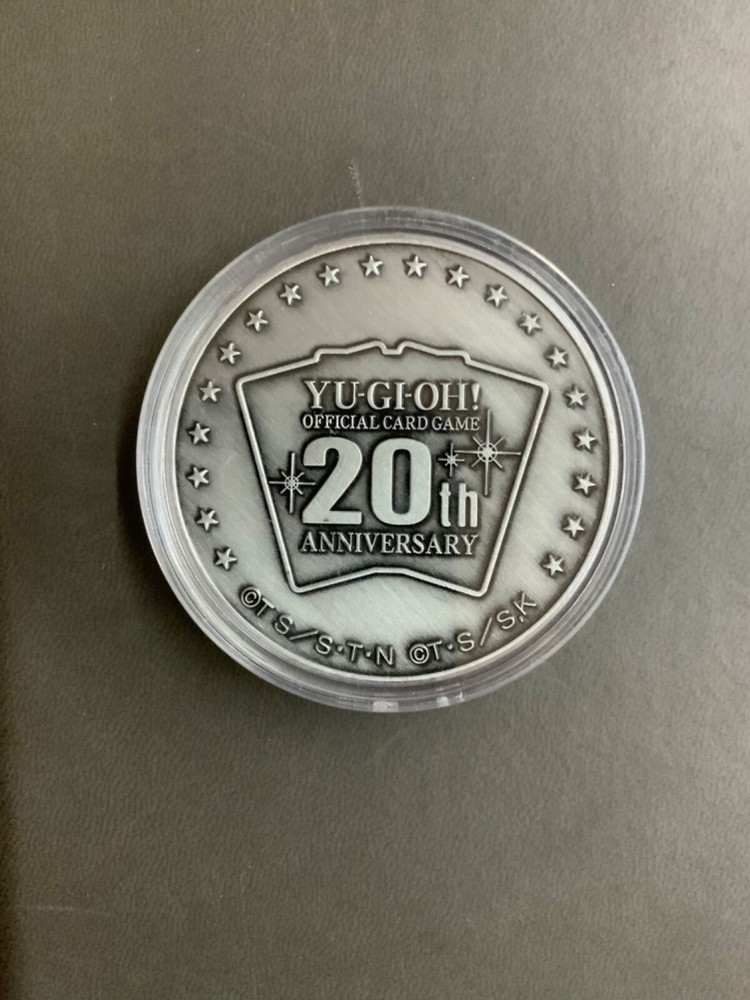 YU-GI-OH!
OFFICIAL CARD GAME
20th
ANNIVERSARY
©T S/S・T・N ©T・S/S,K